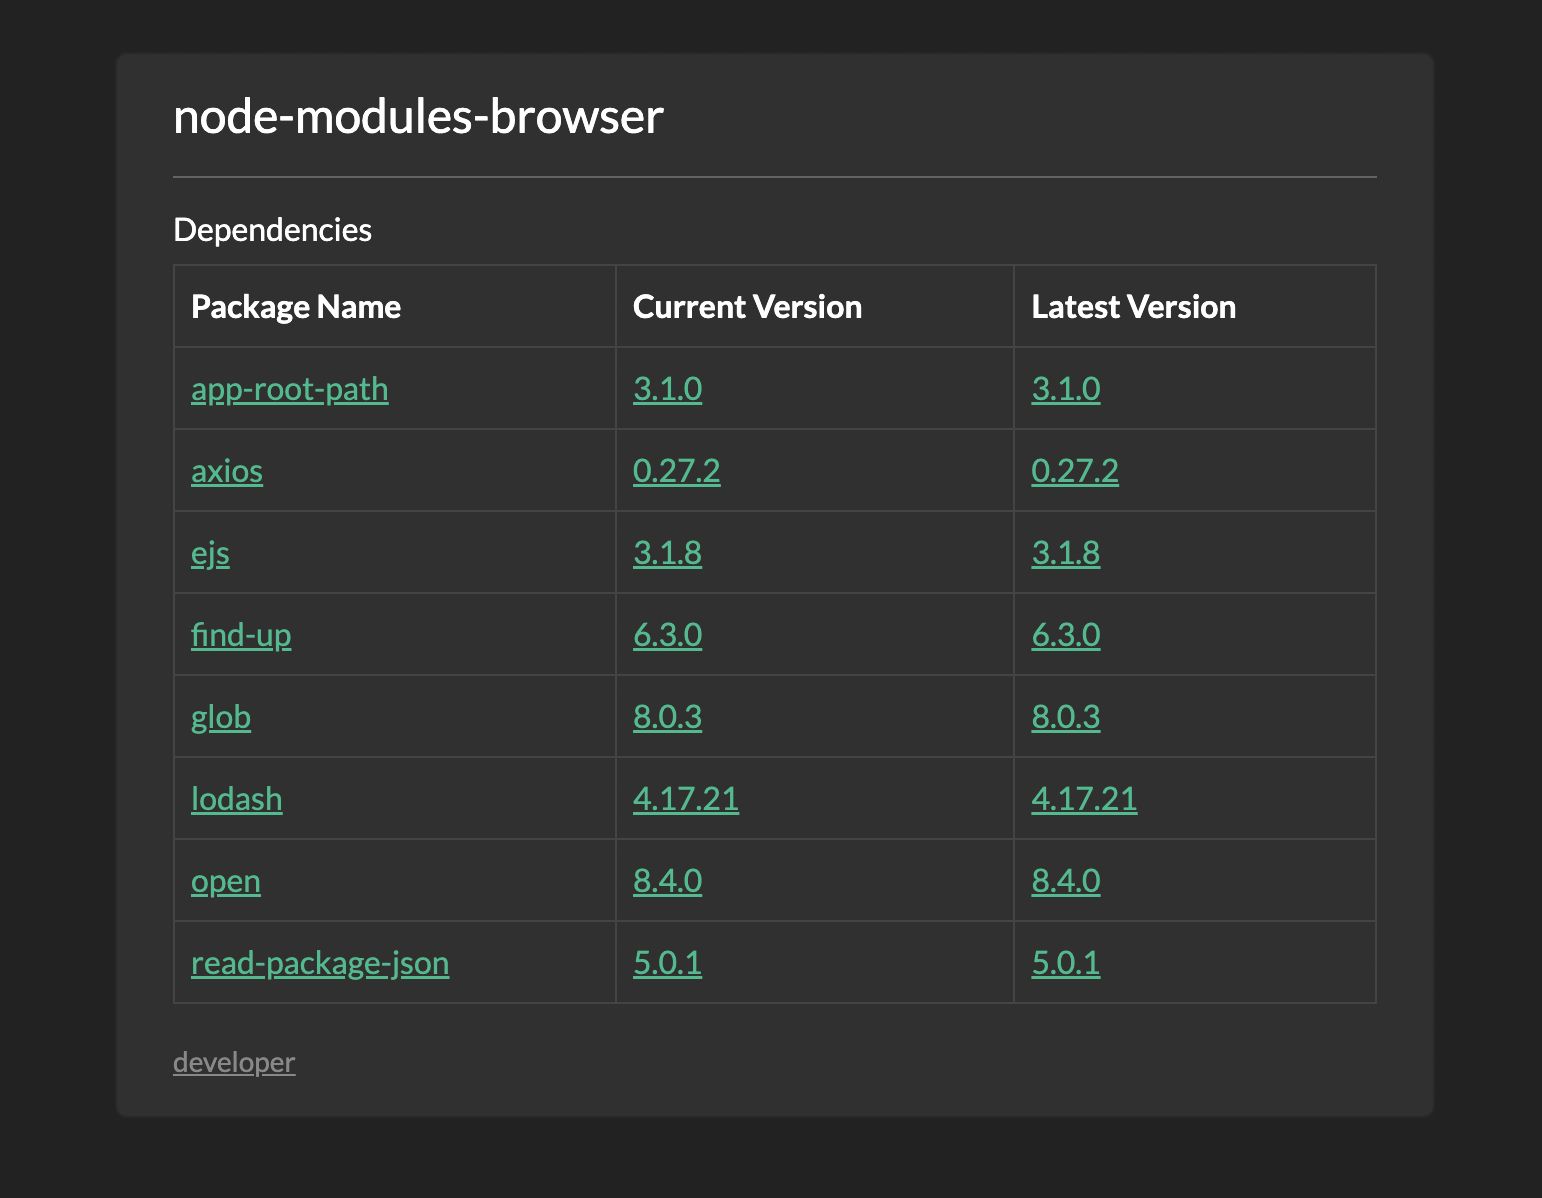 node-modules-browser
Dependencies
Package Name Current Version Latest Version
app-root-path 3.1.0 3.1.0
axios 0.27.2 0.27.2
ejs 3.1.8 3.1.8
find-up 6.3.0 6.3.0
glob 8.0.3 8.0.3
lodash 4.17.21 4.17.21
open 8.4.0 8.4.0
read-package-json 5.0.1 5.0.1
developer